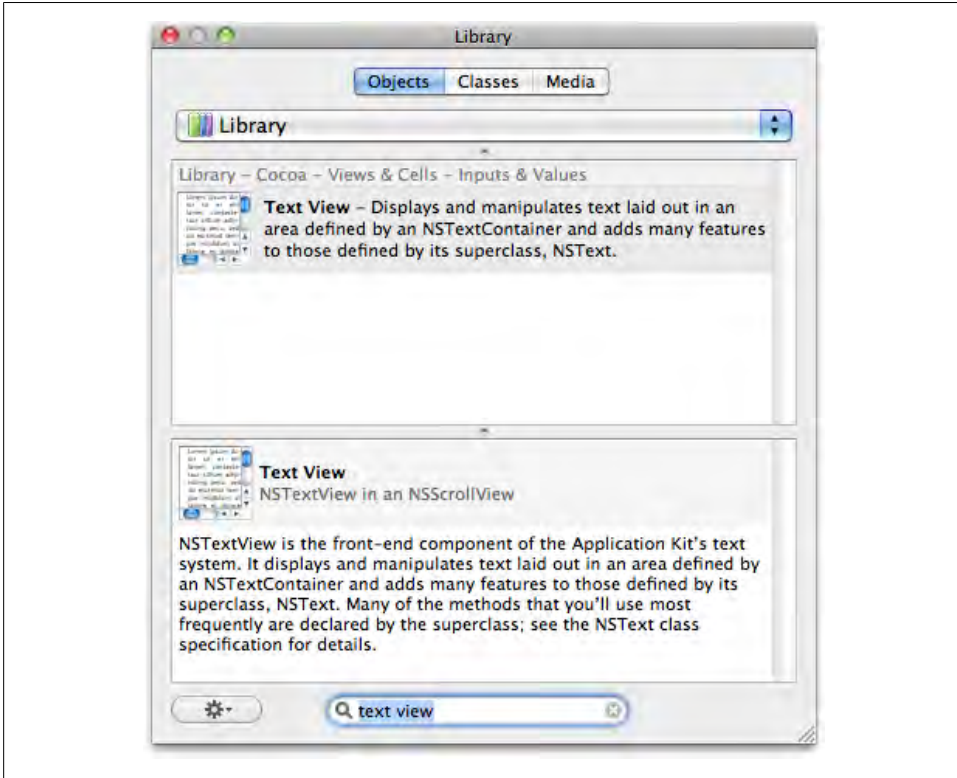 Library
Objects Classes Media
Library
Library – Cocoa – Views & Cells – Inputs & Values
Text View – Displays and manipulates text laid out in an
area defined by an NSTextContainer and adds many features
to those defined by its superclass, NSText.
Text View
NSTextView in an NSScrollView
NSTextView is the front-end component of the Application Kit's text
system. It displays and manipulates text laid out in an area defined by
an NSTextContainer and adds many features to those defined by its
superclass, NSText. Many of the methods that you'll use most
frequently are declared by the superclass; see the NSText class
specification for details.
text view